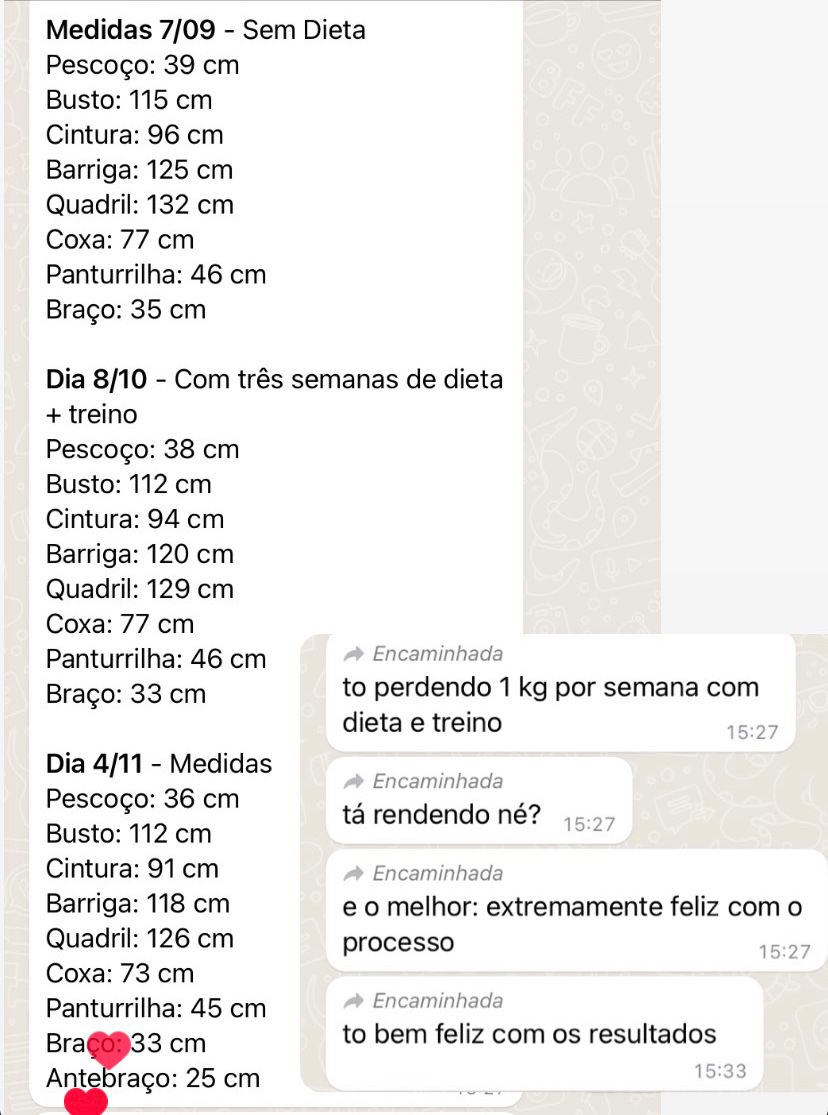 Medidas 7/09 - Sem Dieta
Pescoço: 39 cm
Busto: 115 cm
Cintura: 96 cm
Barriga: 125 cm
Quadril: 132 cm
Coxa: 77 cm
Panturrilha: 46 cm
Braço: 35 cm
Dia 8/10 - Com três semanas de dieta
+ treino
Pescoço: 38 cm
Busto: 112 cm
Cintura: 94 cm
Barriga: 120 cm
Quadril: 129 cm
Coxa: 77 cm
Panturrilha: 46 cm
Braço: 33 cm
Dia 4/11 - Medidas
Pescoço: 36 cm
Busto: 112 cm
Cintura: 91 cm
Barriga: 118 cm
Quadril: 126 cm
Coxa: 73 cm
Panturrilha: 45 cm
Braço: 33 cm
Antebraço: 25 cm
Encaminhada
to perdendo 1 kg por semana com
dieta e treino
15:27
Encaminhada
tá rendendo né?
15:27
Encaminhada
e o melhor: extremamente feliz com o
processo
15:27
Encaminhada
to bem feliz com os resultados
15:33